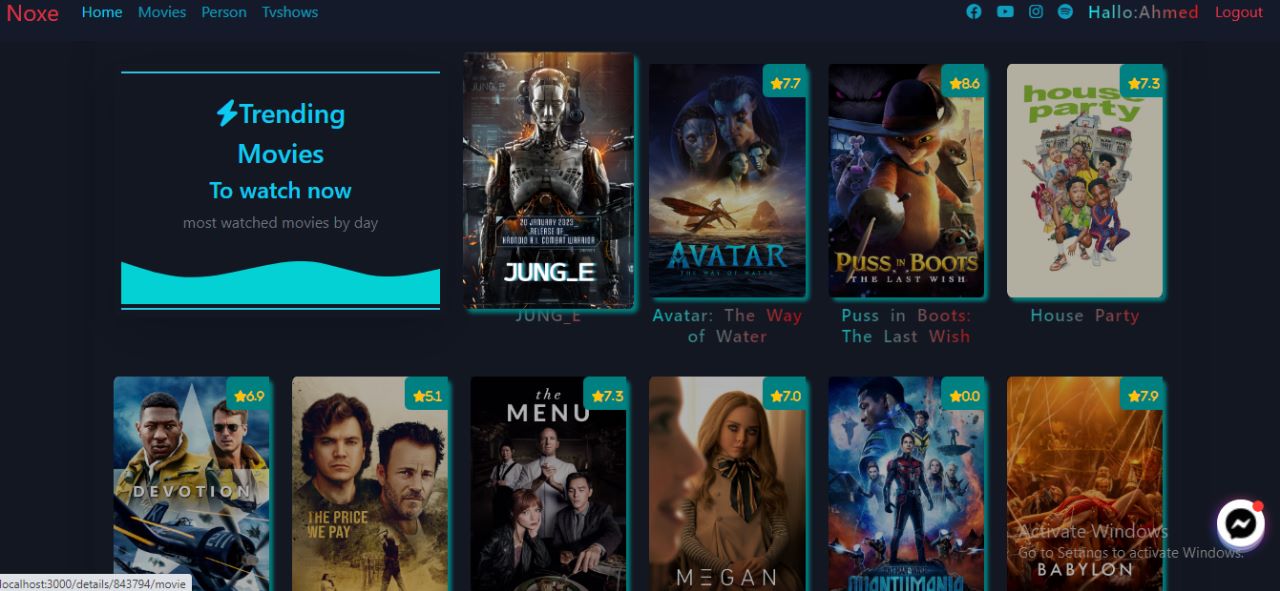 Noxe Home Movies Person Tvshows Hallo:Ahmed Logout
Trending
Movies
To watch now
most watched movies by day
JUNG_E
20 JANUARY 2023_
RELEASE OF
KRONOID A.I. COMBAT WARRIOR
JUNG_E
JUNG_E
7.7
AVATAR
THE WAY OF WATER
Avatar: The Way
of Water
8.6
PUSS IN BOOTS
THE LAST WISH
Puss in Boots:
The Last Wish
7.3
house
party
House Party
6.9
DEVOTION
5.1
THE PRICE
WE PAY
7.3
the
MENU
7.0
M3GAN
0.0
QUANTUMANIA
7.9
BABYLON
Activate Windows
Go to Settings to activate Windows.
localhost:3000/details/843794/movie